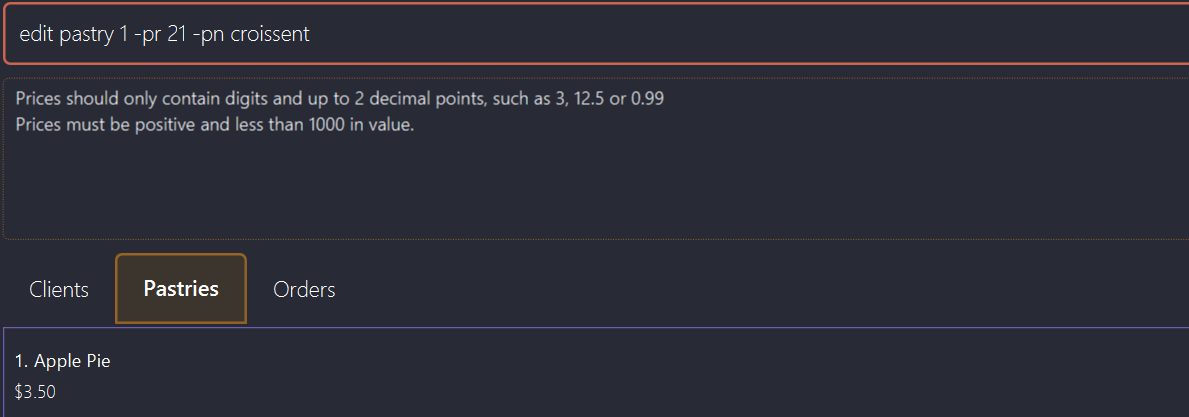 edit pastry 1 -pr 21 -pn croissent
Prices should only contain digits and up to 2 decimal points, such as 3, 12.5 or 0.99
Prices must be positive and less than 1000 in value.
Clients Pastries Orders
1. Apple Pie
$3.50